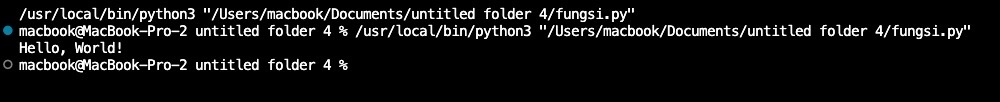 /usr/local/bin/python3 "/Users/macbook/Documents/untitled folder 4/fungsi.py"
macbook@MacBook-Pro-2 untitled folder 4 % /usr/local/bin/python3 "/Users/macbook/Documents/untitled folder 4/fungsi.py"
Hello, World!
macbook@MacBook-Pro-2 untitled folder 4 %